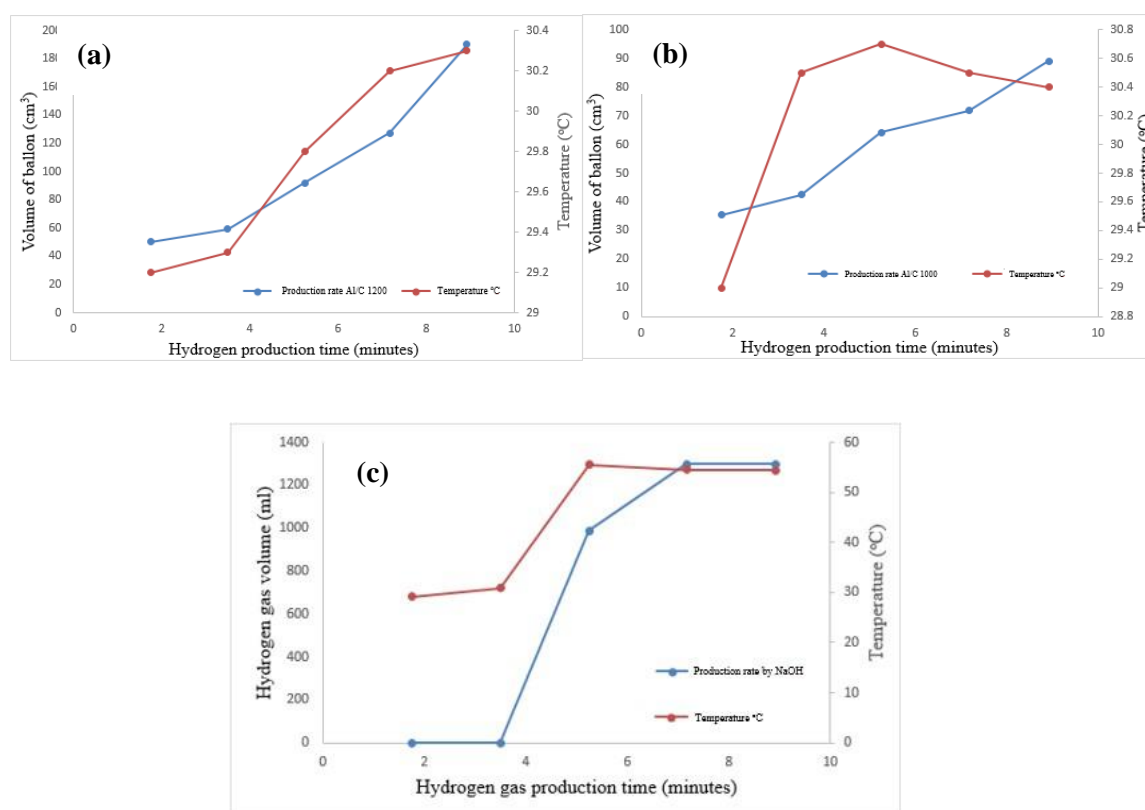 (a)
Volume of ballon (cm³)
20
180
160
140
120
100
80
60
40
20
0
0 2 4 6 8 10
Hydrogen production time (minutes)
30.4
30.2
30
29.8
29.6
29.4
29.2
29
Temperature (°C)
Production rate Al/C 1200
Temperature °C
(b)
Volume of ballon (cm³)
100
90
80
70
60
50
40
30
20
10
0
0 2 4 6 8 10
Hydrogen production time (minutes)
30.8
30.6
30.4
30.2
30
29.8
29.6
29.4
29.2
29
28.8
Temperature (°C)
Production rate Al/C 1000
Temperature °C
(c)
Hydrogen gas volume (ml)
1400
1200
1000
800
600
400
200
0
0 2 4 6 8 10
Hydrogen gas production time (minutes)
60
50
40
30
20
10
0
Temperature (°C)
Production rate by NaOH
Temperature °C